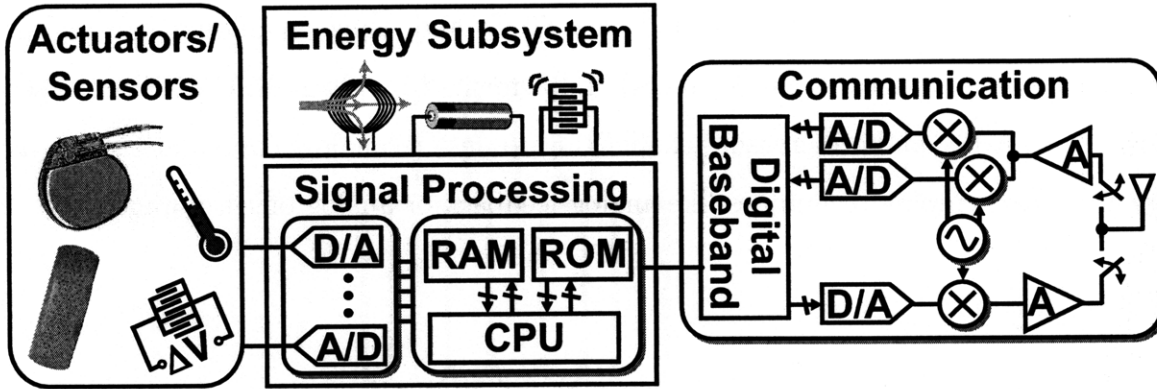 Actuators/
Sensors
ΔV
Energy Subsystem
Signal Processing
D/A
A/D
RAM
ROM
CPU
Communication
Digital
Baseband
A/D
A/D
D/A
A
A